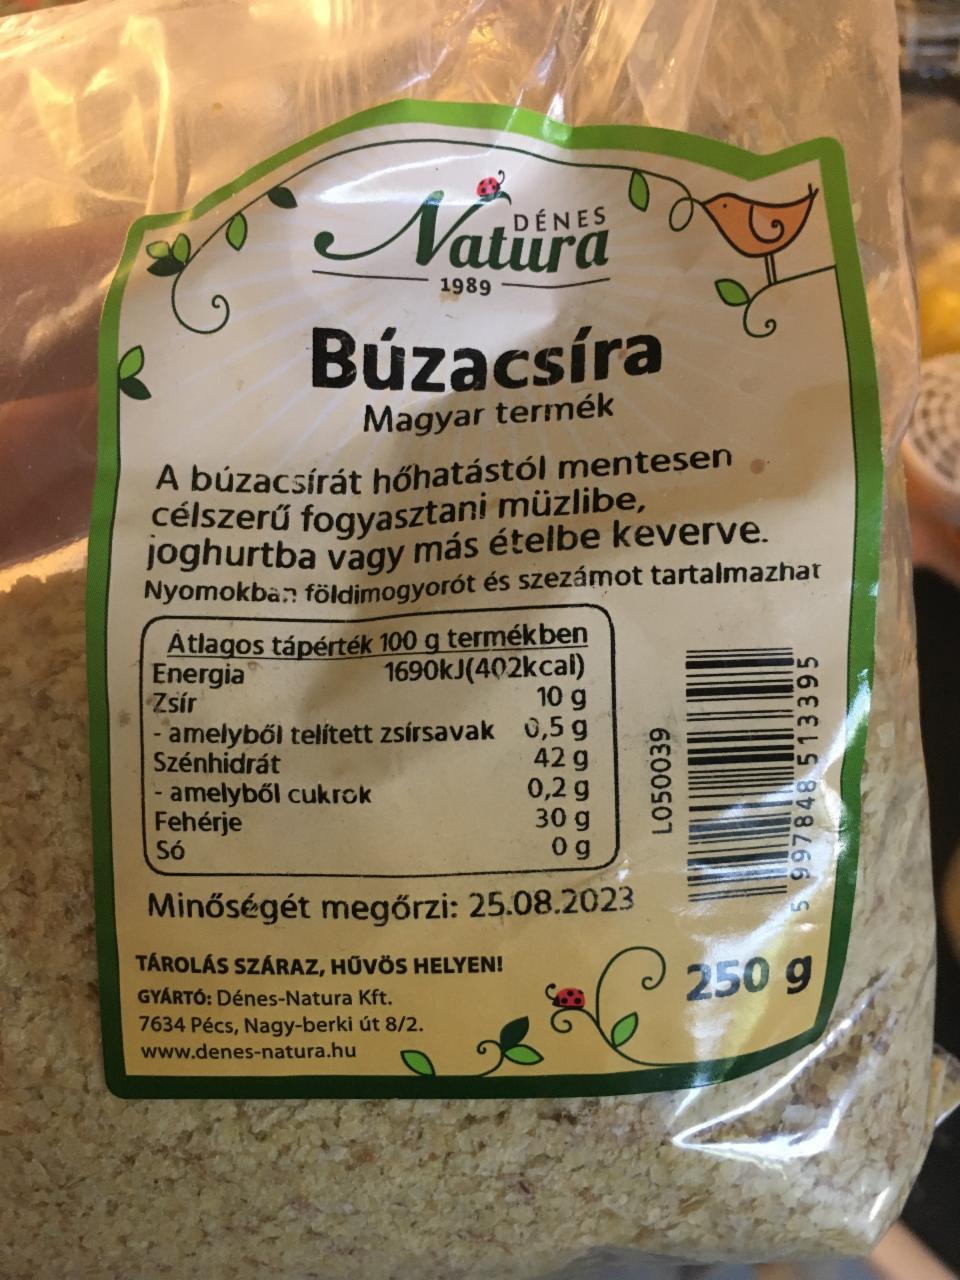 DÉNES
Natura
1989
Búzacsíra
Magyar termék
A búzacsírát hőhatástól mentesen
célszerű fogyasztani müzlibe,
joghurtba vagy más ételbe keverve.
Nyomokban földimogyorót és szezámot tartalmazhat
Átlagos tápérték 100 g termékben
Energia 1690kJ(402kcal)
Zsír 10 g
- amelyből telített zsírsavak 0,5 g
Szénhidrát 42 g
- amelyből cukrok 0,2 g
Fehérje 30 g
Só 0 g
L050039
5 997848 513395
Minőségét megőrzi: 25.08.2023
TÁROLÁS SZÁRAZ, HŰVÖS HELYEN!
GYÁRTÓ: Dénes-Natura Kft.
7634 Pécs, Nagy-berki út 8/2.
www.denes-natura.hu
250 g